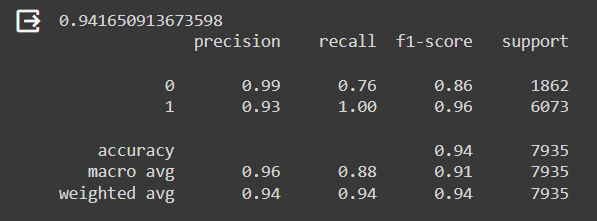 0.941650913673598
precision recall f1-score support
0 0.99 0.76 0.86 1862
1 0.93 1.00 0.96 6073
accuracy 0.94 7935
macro avg 0.96 0.88 0.91 7935
weighted avg 0.94 0.94 0.94 7935